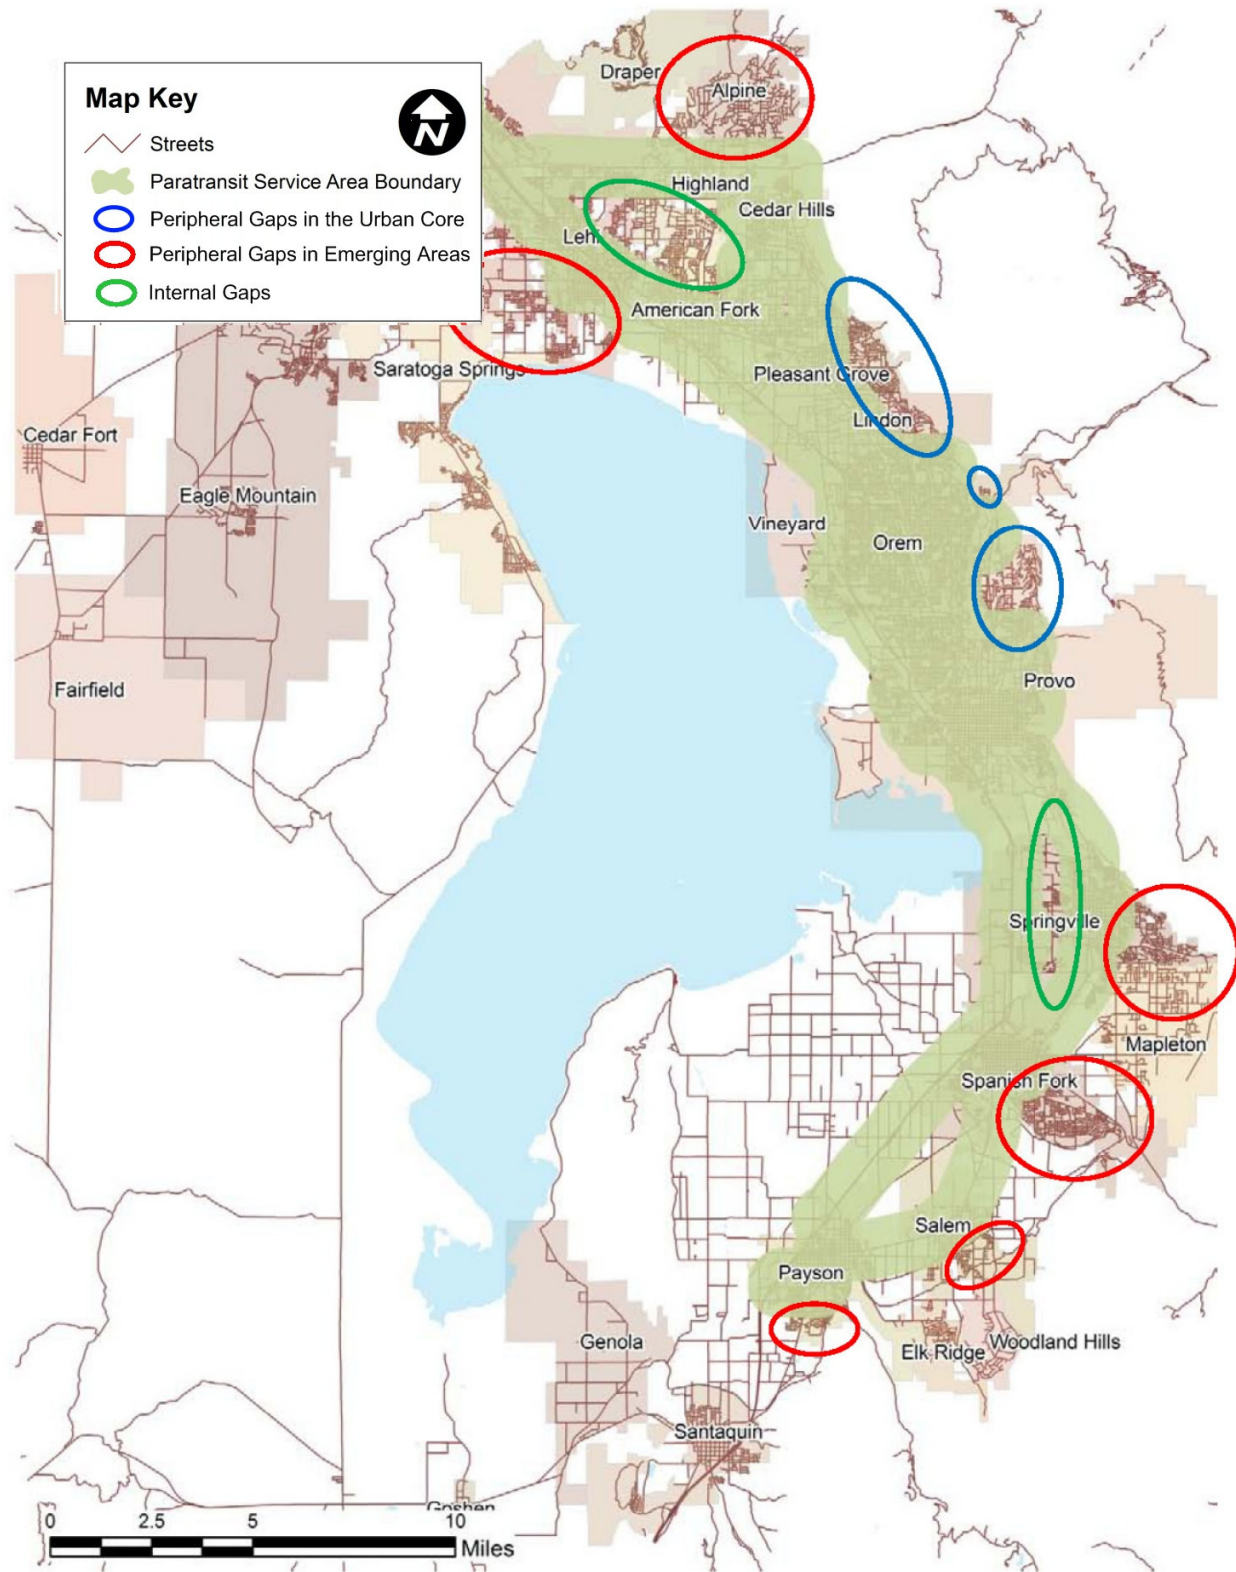 Map Key
N
Streets
Paratransit Service Area Boundary
Peripheral Gaps in the Urban Core
Peripheral Gaps in Emerging Areas
Internal Gaps
Draper
Alpine
Highland
Cedar Hills
Lehi
American Fork
Saratoga Springs
Pleasant Grove
Lindon
Cedar Fort
Eagle Mountain
Vineyard
Orem
Provo
Fairfield
Springville
Mapleton
Spanish Fork
Salem
Payson
Genola
Elk Ridge
Woodland Hills
Santaquin
Goshen
0 2.5 5 10
Miles